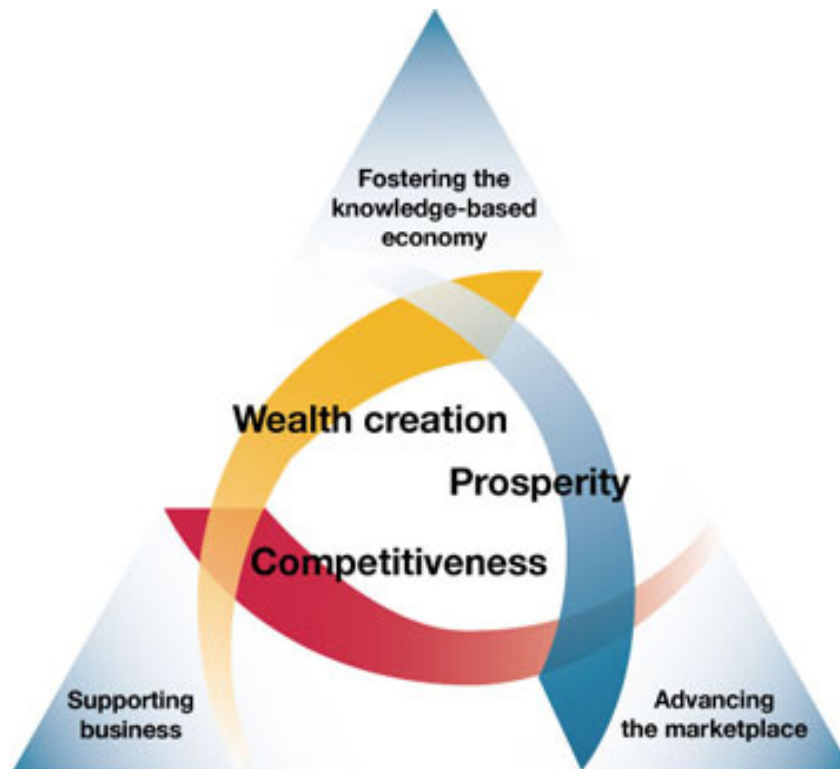 Fostering the
knowledge-based
economy
Wealth creation
Prosperity
Competitiveness
Supporting
business
Advancing
the marketplace